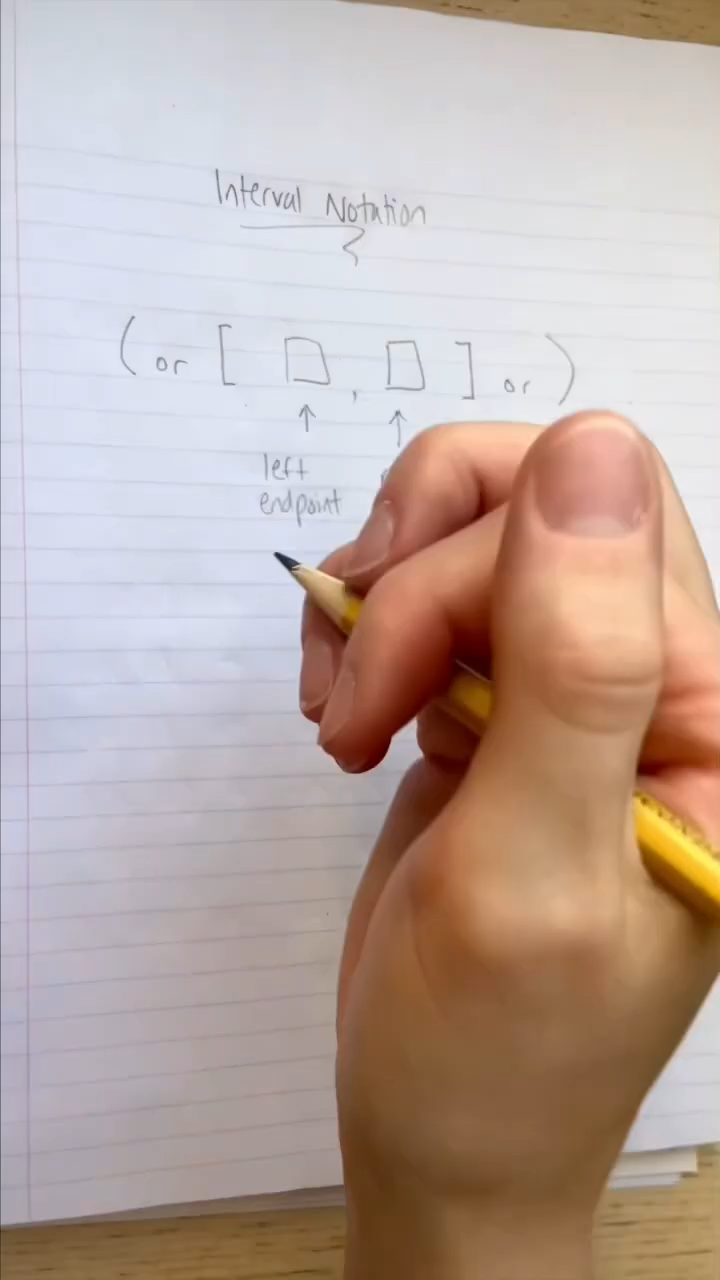 Interval Notation
( or [ □ , □ ] or )
↑ ↑
left
endpoint